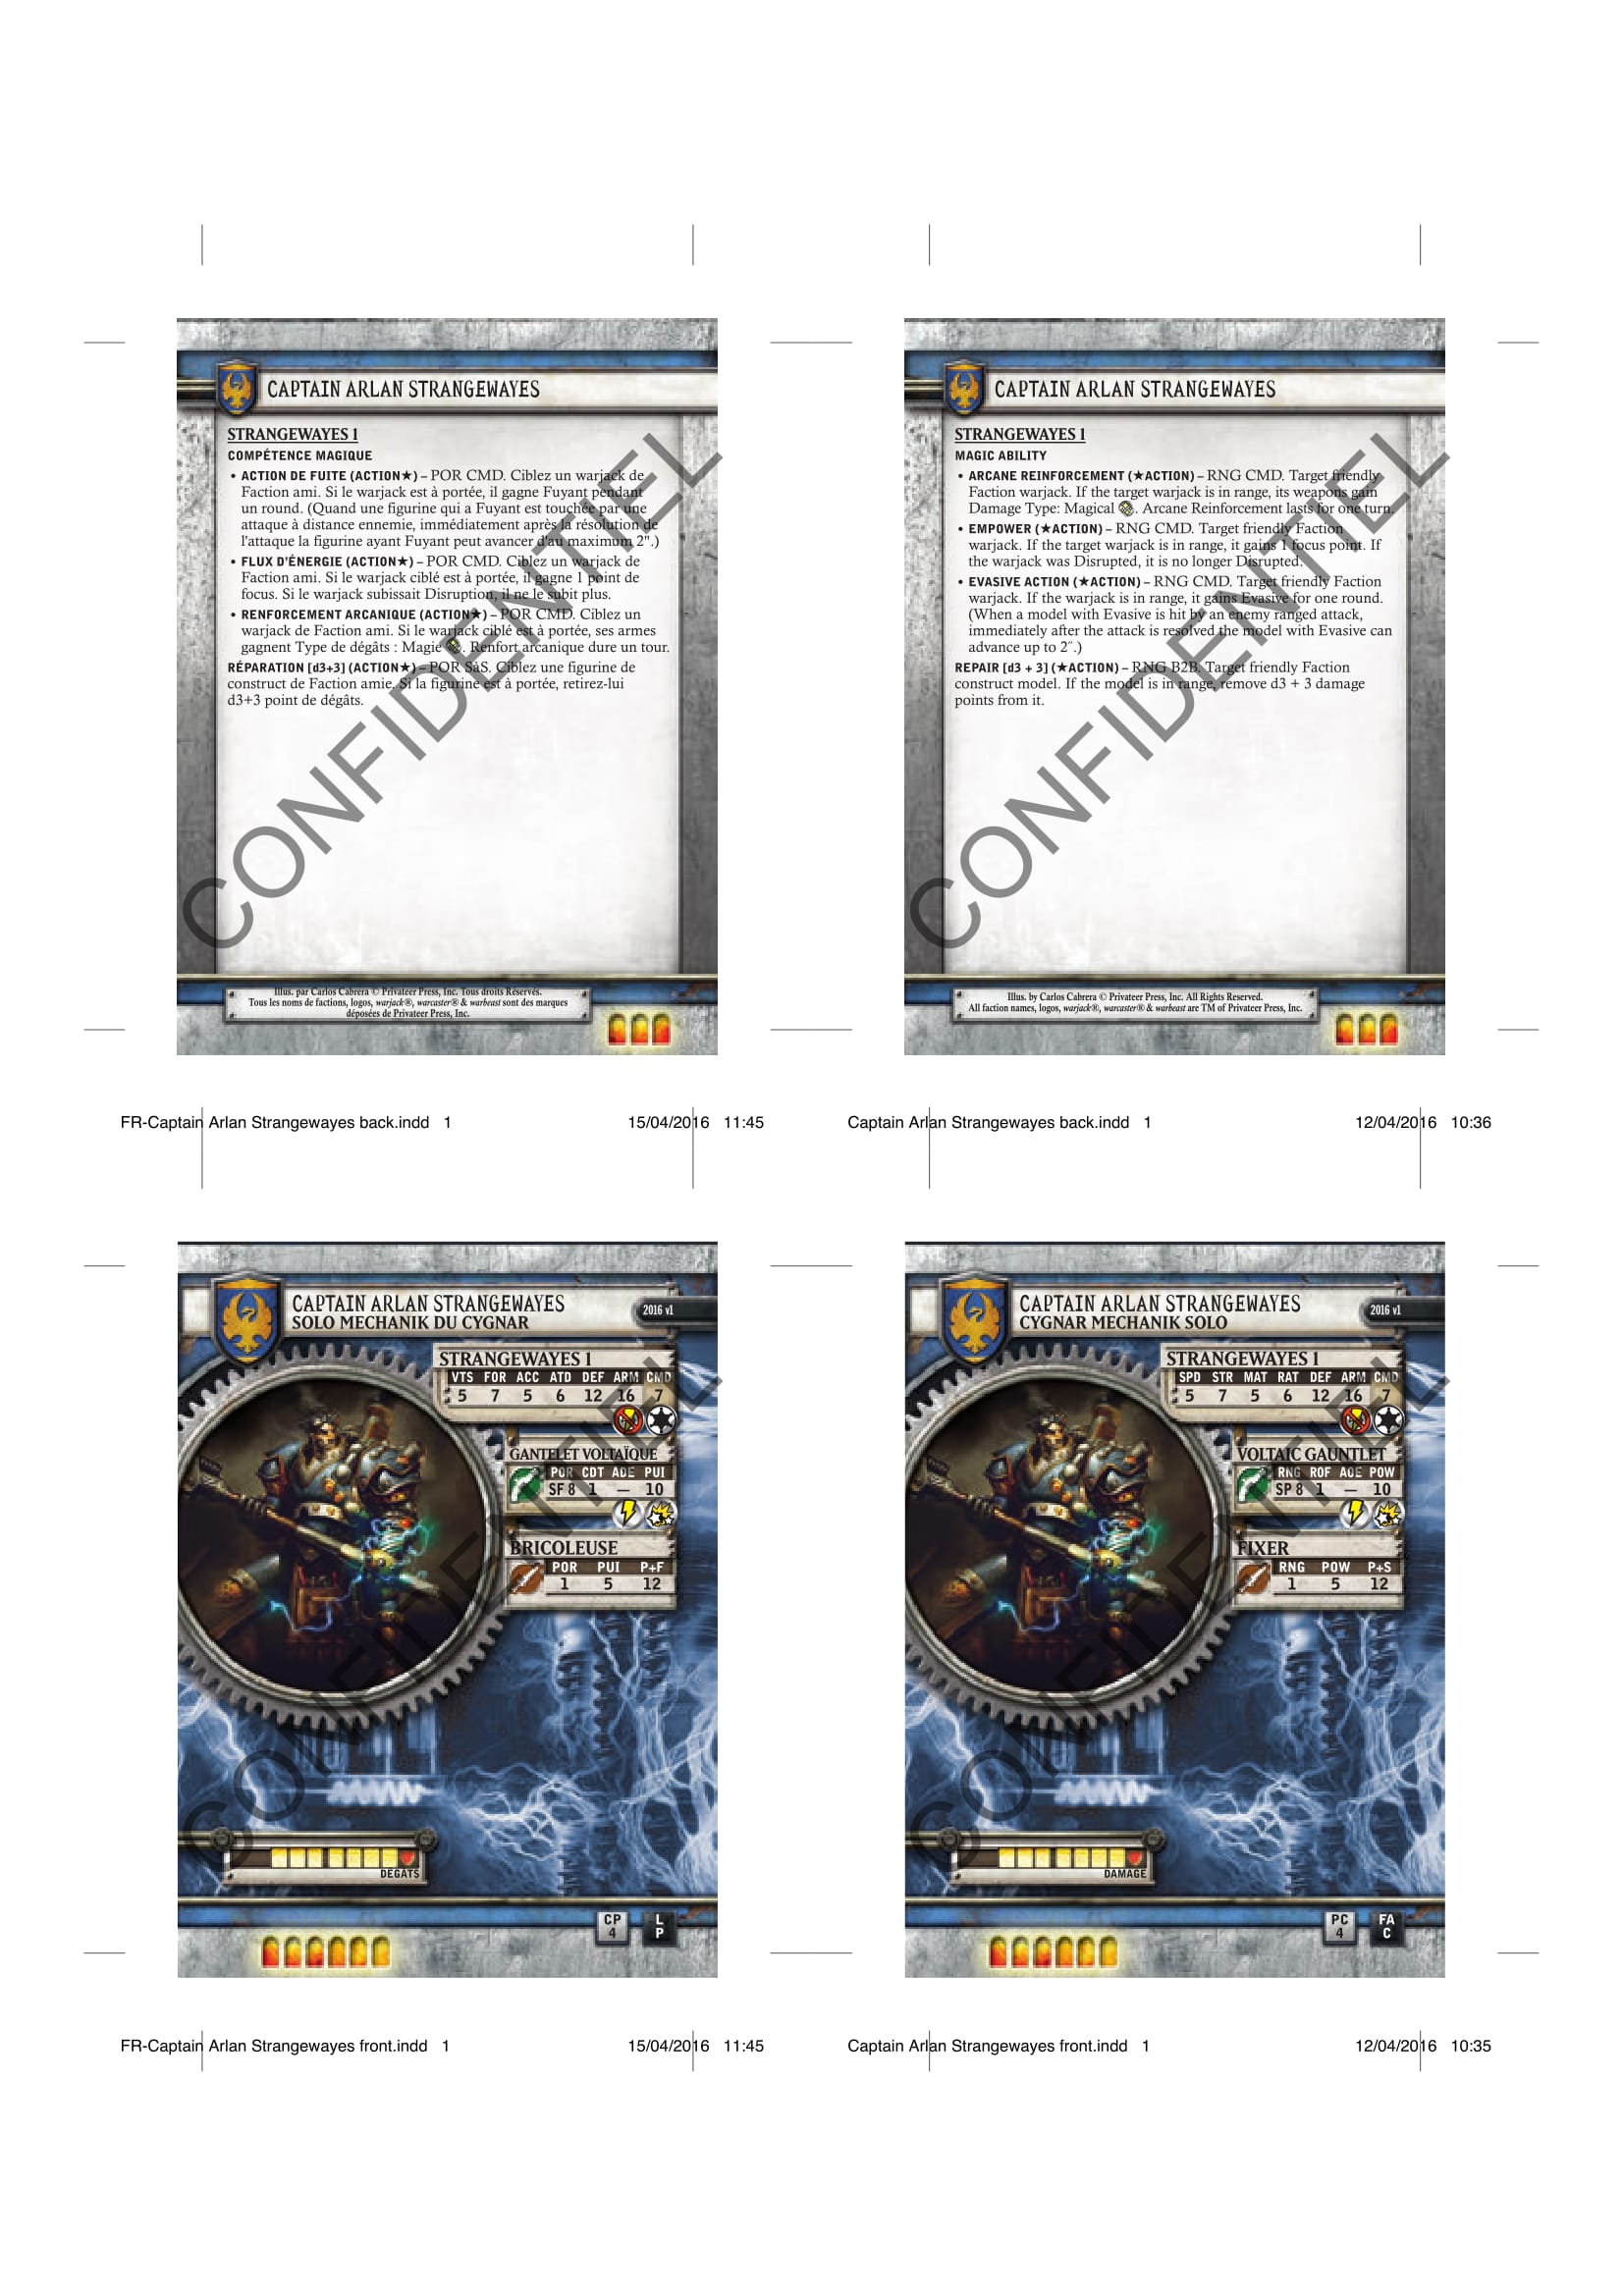 CAPTAIN ARLAN STRANGEWAYES
STRANGEWAYES 1
COMPÉTENCE MAGIQUE
• ACTION DE FUITE (ACTION★) – POR CMD. Ciblez un warjack de
Faction ami. Si le warjack est à portée, il gagne Fuyant pendant
un round. (Quand une figurine qui a Fuyant est touchée par une
attaque à distance ennemie, immédiatement après la résolution de
l'attaque la figurine ayant Fuyant peut avancer d'au maximum 2".)
• FLUX D'ÉNERGIE (ACTION★) – POR CMD. Ciblez un warjack de
Faction ami. Si le warjack ciblé est à portée, il gagne 1 point de
focus. Si le warjack subissait Disruption, il ne le subit plus.
• RENFORCEMENT ARCANIQUE (ACTION★) – POR CMD. Ciblez un
warjack de Faction ami. Si le warjack ciblé est à portée, ses armes
gagnent Type de dégâts : Magie . Renfort arcanique dure un tour.
RÉPARATION [d3+3] (ACTION★) – POR SàS. Ciblez une figurine de
construct de Faction amie. Si la figurine est à portée, retirez-lui
d3+3 point de dégâts.
CONFIDENTIEL
Illus. par Carlos Cabrera © Privateer Press, Inc. Tous droits Réservés.
Tous les noms de factions, logos, warjack®, warcaster® & warbeast sont des marques
déposées de Privateer Press, Inc.
FR-Captain Arlan Strangewayes back.indd 1
15/04/2016 11:45
CAPTAIN ARLAN STRANGEWAYES
STRANGEWAYES 1
MAGIC ABILITY
• ARCANE REINFORCEMENT (★ACTION) – RNG CMD. Target friendly
Faction warjack. If the target warjack is in range, its weapons gain
Damage Type: Magical . Arcane Reinforcement lasts for one turn.
• EMPOWER (★ACTION) – RNG CMD. Target friendly Faction
warjack. If the target warjack is in range, it gains 1 focus point. If
the warjack was Disrupted, it is no longer Disrupted.
• EVASIVE ACTION (★ACTION) – RNG CMD. Target friendly Faction
warjack. If the warjack is in range, it gains Evasive for one round.
(When a model with Evasive is hit by an enemy ranged attack,
immediately after the attack is resolved the model with Evasive can
advance up to 2˝.)
REPAIR [d3 + 3] (★ACTION) – RNG B2B. Target friendly Faction
construct model. If the model is in range, remove d3 + 3 damage
points from it.
CONFIDENTIEL
Illus. by Carlos Cabrera © Privateer Press, Inc. All Rights Reserved.
All faction names, logos, warjack®, warcaster® & warbeast are TM of Privateer Press, Inc.
Captain Arlan Strangewayes back.indd 1
12/04/2016 10:36
CAPTAIN ARLAN STRANGEWAYES
SOLO MECHANIK DU CYGNAR
2016 v1
STRANGEWAYES 1
VTS FOR ACC ATD DEF ARM CMD
5 7 5 6 12 16 7
GANTELET VOLTAÏQUE
POR CDT ADE PUI
SF 8 1 — 10
BRICOLEUSE
POR PUI P+F
1 5 12
CONFIDENTIEL
DEGATS
CP
4
L
P
FR-Captain Arlan Strangewayes front.indd 1
15/04/2016 11:45
CAPTAIN ARLAN STRANGEWAYES
CYGNAR MECHANIK SOLO
2016 v1
STRANGEWAYES 1
SPD STR MAT RAT DEF ARM CMD
5 7 5 6 12 16 7
VOLTAIC GAUNTLET
RNG ROF AOE POW
SP 8 1 — 10
FIXER
RNG POW P+S
1 5 12
CONFIDENTIEL
DAMAGE
PC
4
FA
C
Captain Arlan Strangewayes front.indd 1
12/04/2016 10:35